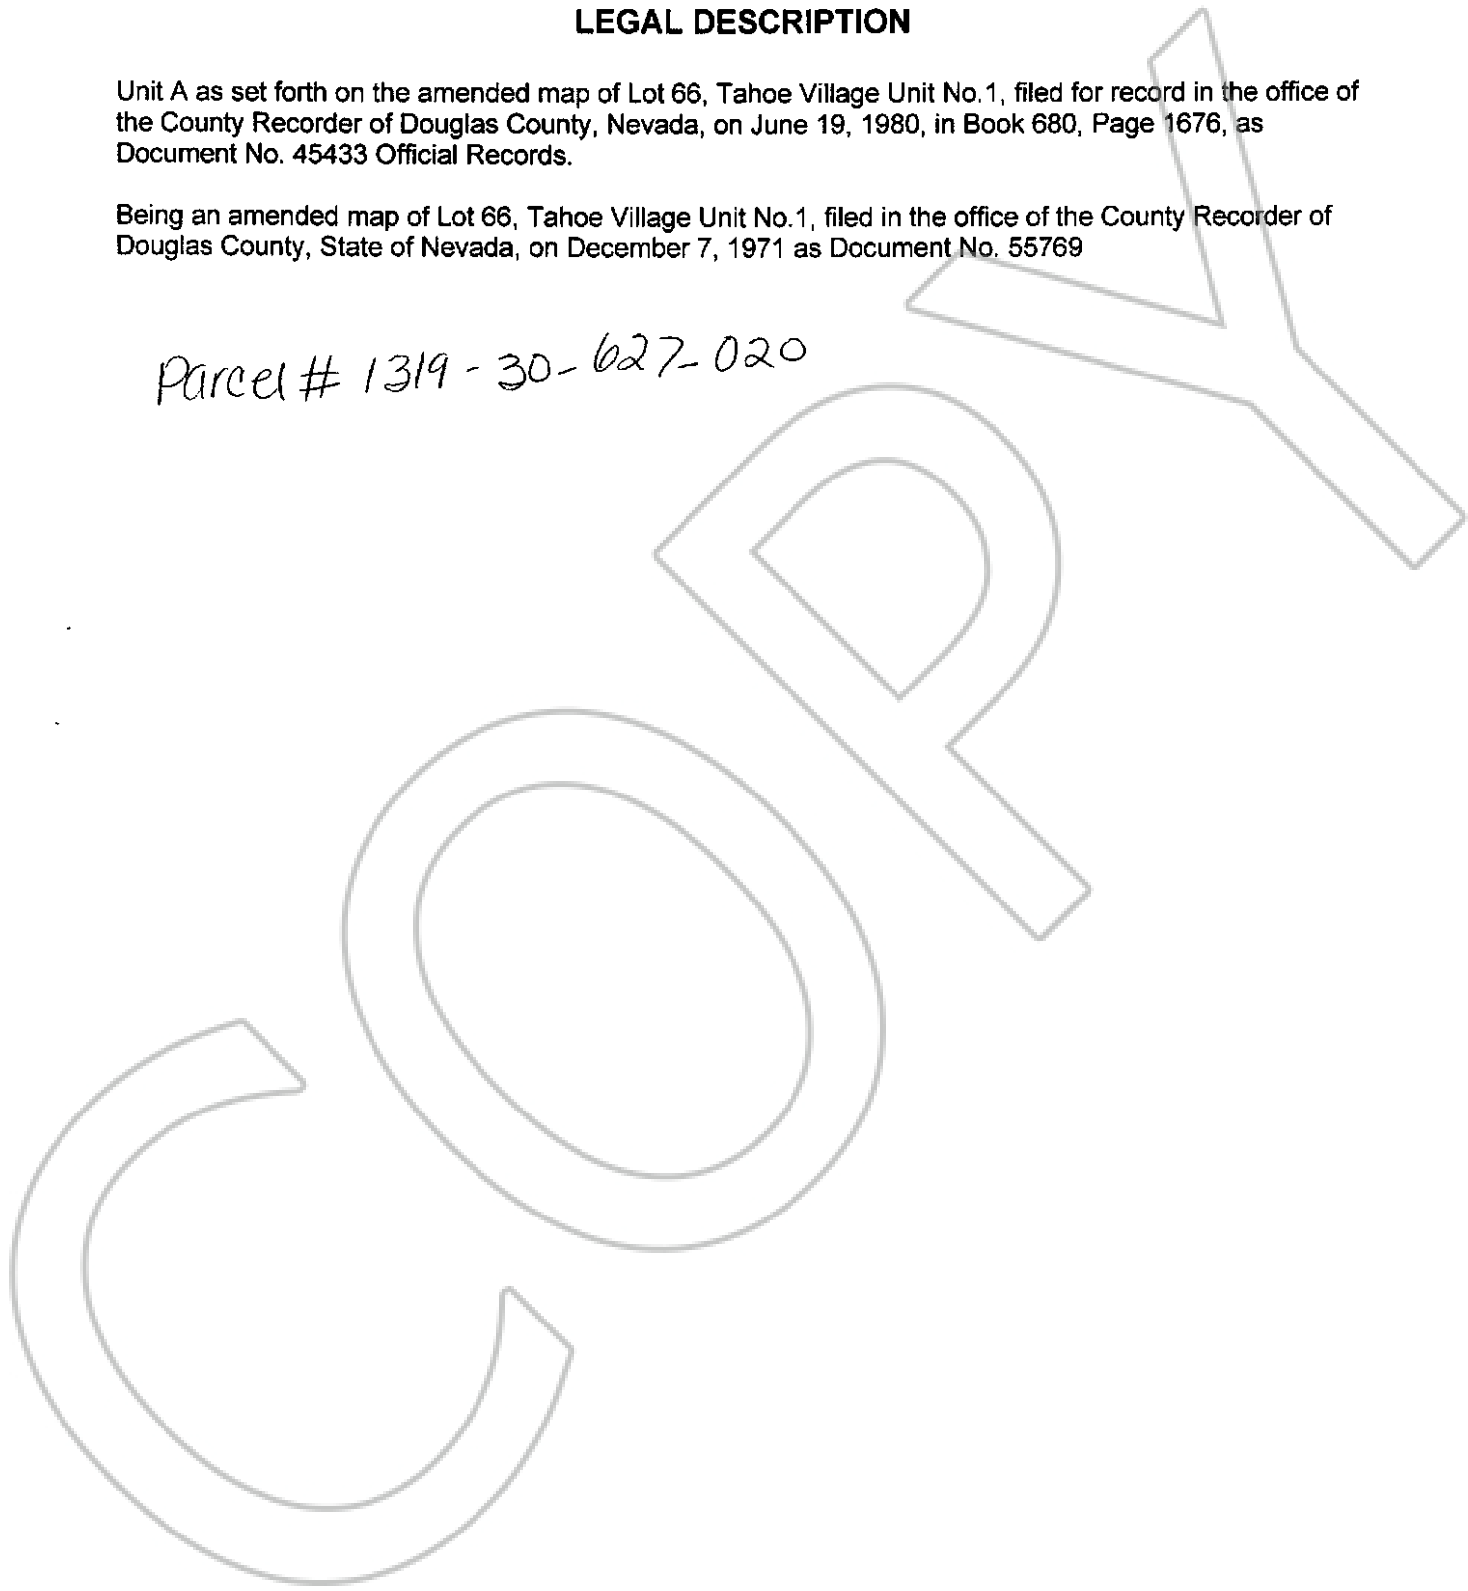 LEGAL DESCRIPTION
Unit A as set forth on the amended map of Lot 66, Tahoe Village Unit No.1, filed for record in the office of
the County Recorder of Douglas County, Nevada, on June 19, 1980, in Book 680, Page 1676, as
Document No. 45433 Official Records.
Being an amended map of Lot 66, Tahoe Village Unit No.1, filed in the office of the County Recorder of
Douglas County, State of Nevada, on December 7, 1971 as Document No. 55769
Parcel # 1319-30-627-020
COPY